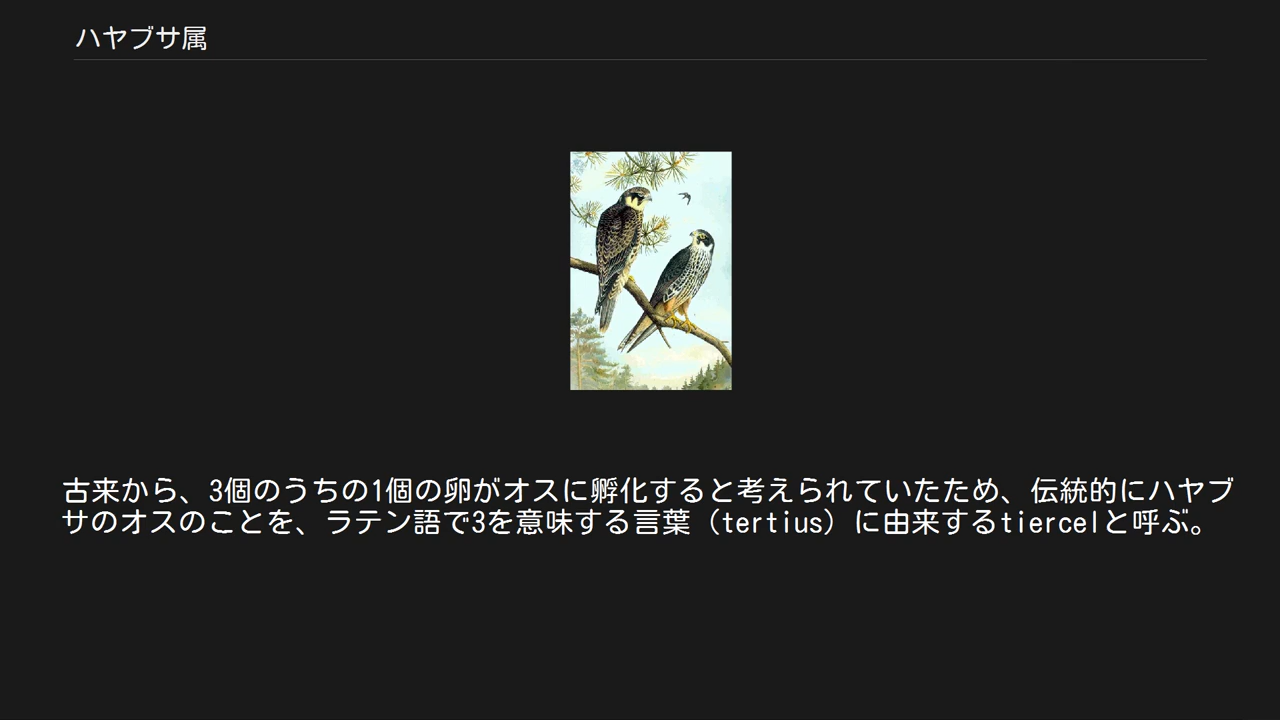 ハヤブサ属
古来から、3個のうちの1個の卵がオスに孵化すると考えられていたため、伝統的にハヤブ
サのオスのことを、ラテン語で3を意味する言葉（tertius）に由来するtiercelと呼ぶ。